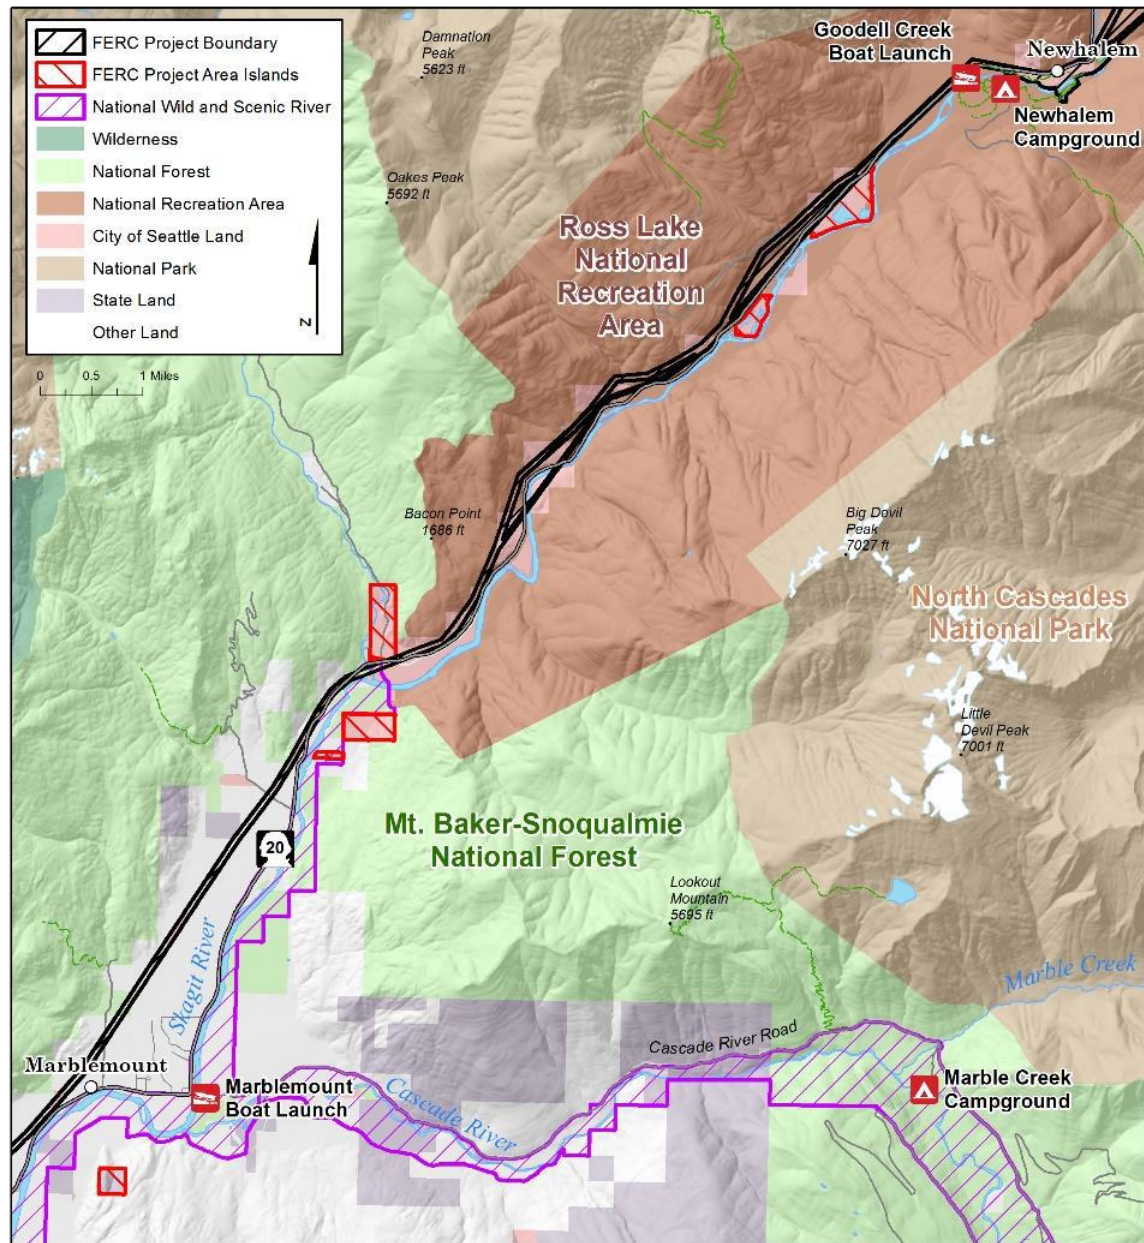 FERC Project Boundary
FERC Project Area Islands
National Wild and Scenic River
Wilderness
National Forest
National Recreation Area
City of Seattle Land
National Park
State Land
Other Land
N
0 0.5 1 Miles
Damnation
Peak
5623 ft
Goodell Creek
Boat Launch
Newhalem
Newhalem
Campground
Oakes Peak
5692 ft
Ross Lake
National
Recreation
Area
Bacon Point
1686 ft
Big Devil
Peak
7027 ft
North Cascades
National Park
Little
Devil Peak
7001 ft
Mt. Baker-Snoqualmie
National Forest
20
Lookout
Mountain
5695 ft
Skagit River
Marble Creek
Cascade River Road
Marblemount
Marblemount
Boat Launch
Cascade River
Marble Creek
Campground